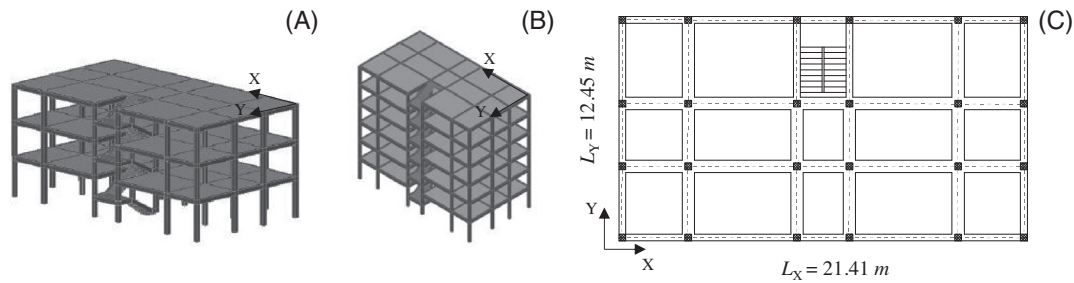 (A)
X
Y
(B)
X
Y
(C)
L_Y = 12.45 m
Y
X
L_X = 21.41 m